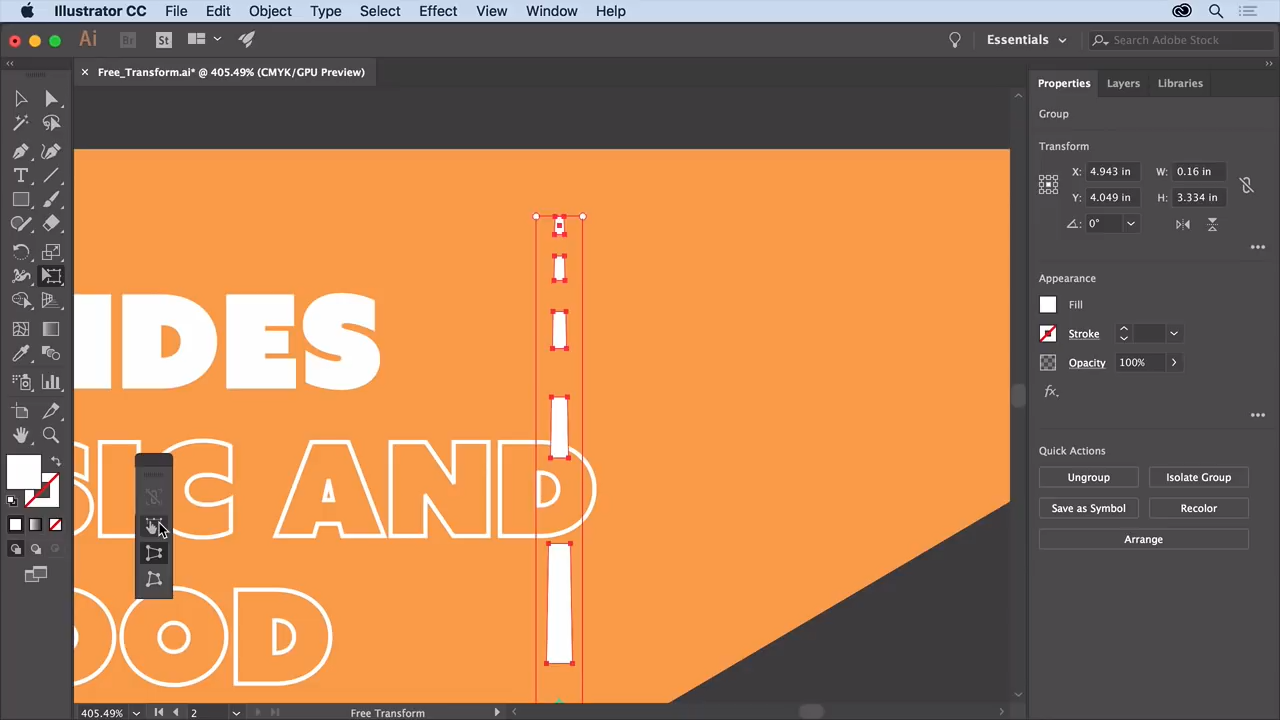 Illustrator CC File Edit Object Type Select Effect View Window Help
Ai Br St Essentials Search Adobe Stock
Free_Transform.ai* @ 405.49% (CMYK/GPU Preview)
Properties Layers Libraries
Group
Transform
X: 4.943 in W: 0.16 in
Y: 4.049 in H: 3.334 in
0°
Appearance
Fill
Stroke
Opacity 100%
fx.
Quick Actions
Ungroup Isolate Group
Save as Symbol Recolor
Arrange
IDES
SIC AND
OOD
405.49% 2 Free Transform